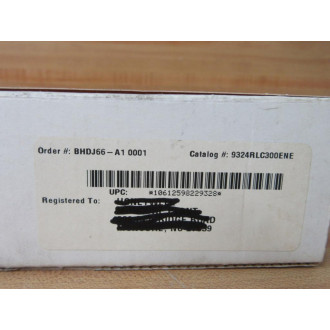 Order #: BHDJ66-A1 0001 Catalog #: 9324RLC300ENE
UPC: *10612598229328*
Registered To: